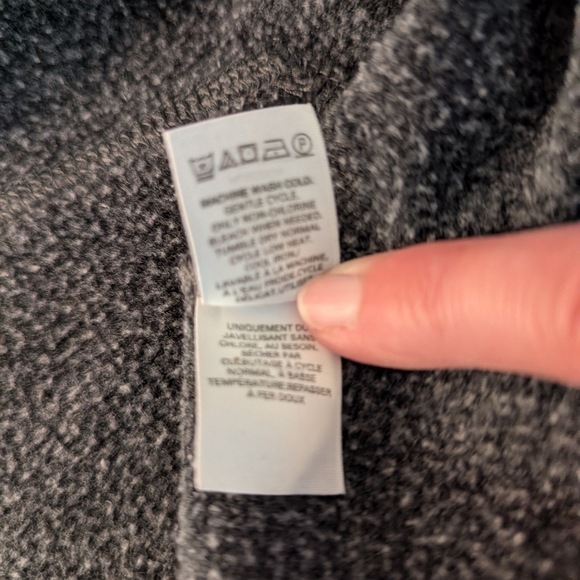 MACHINE WASH COLD,
GENTLE CYCLE.
ONLY NON-CHLORINE
BLEACH WHEN NEEDED.
TUMBLE DRY NORMAL
CYCLE LOW HEAT.
COOL IRON/
LAVABLE À LA MACHINE,
À L'EAU FROIDE, CYCLE
DÉLICAT. UTILISER
UNIQUEMENT
JAVELLISANT SANS
CHLORE, AU BESOIN.
SÉCHER PAR
CULBUTAGE À CYCLE
NORMAL, À BASSE
TEMPÉRATURE. REPASSER
À FER DOUX